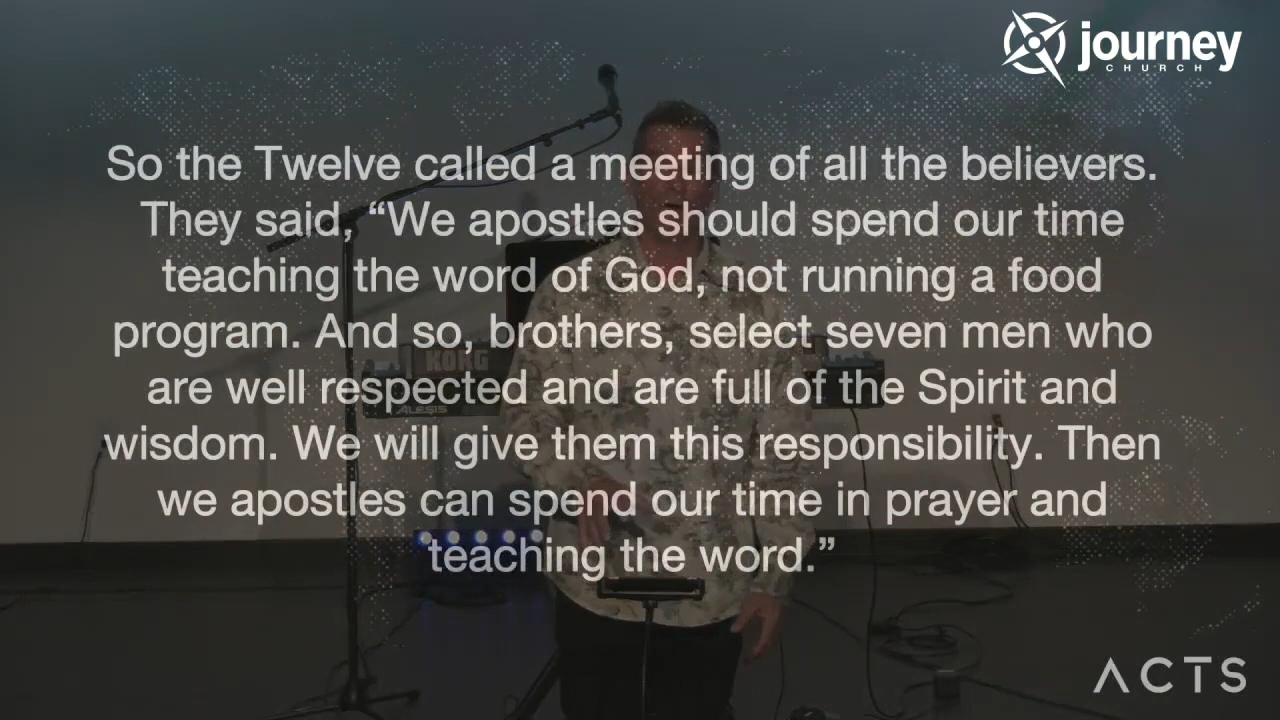 journey
CHURCH
So the Twelve called a meeting of all the believers.
They said, “We apostles should spend our time
teaching the word of God, not running a food
program. And so, brothers, select seven men who
are well respected and are full of the Spirit and
wisdom. We will give them this responsibility. Then
we apostles can spend our time in prayer and
teaching the word.”
KORG
ALESIS
ACTS